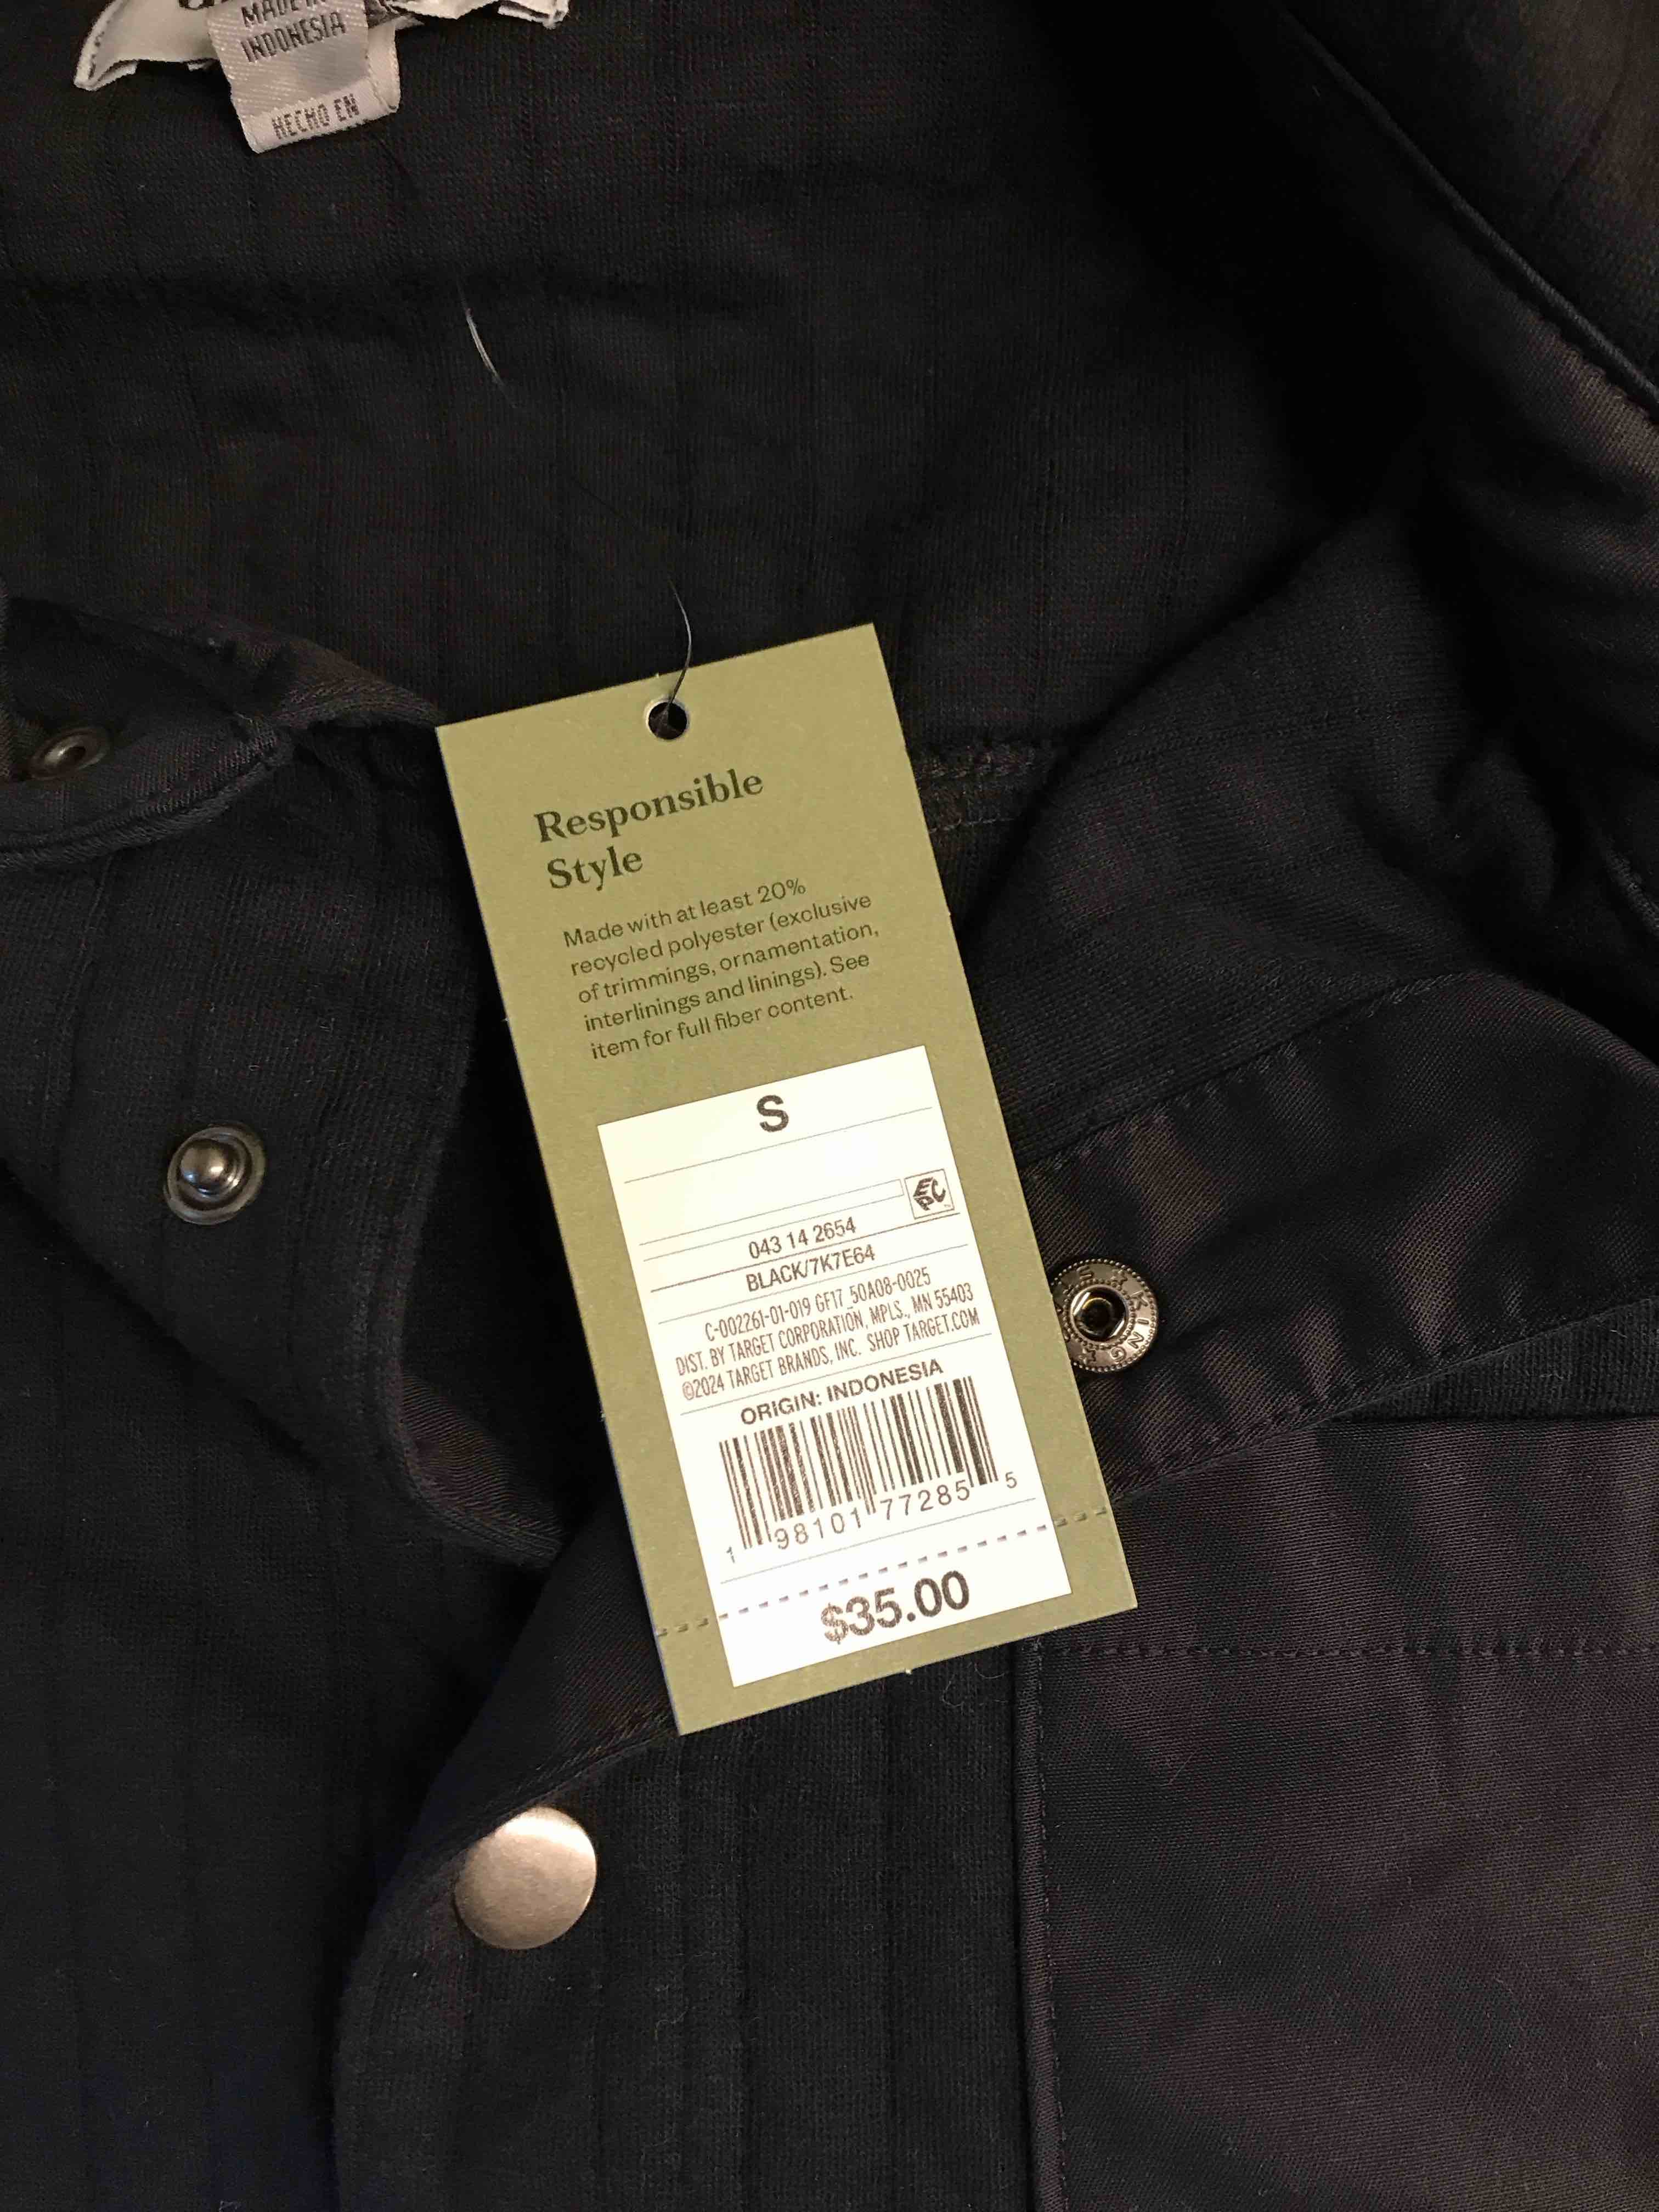 MADE IN
INDONESIA
HECHO EN
Responsible
Style
Made with at least 20%
recycled polyester (exclusive
of trimmings, ornamentation,
interlinings and linings). See
item for full fiber content.
S
EPC
043 14 2654
BLACK/7K7E64
C-002261-01-019 GF17_50A08-0025
DIST. BY TARGET CORPORATION, MPLS., MN 55403
©2024 TARGET BRANDS, INC. SHOP TARGET.COM
ORIGIN: INDONESIA
1 98101 77285 5
$35.00
KING